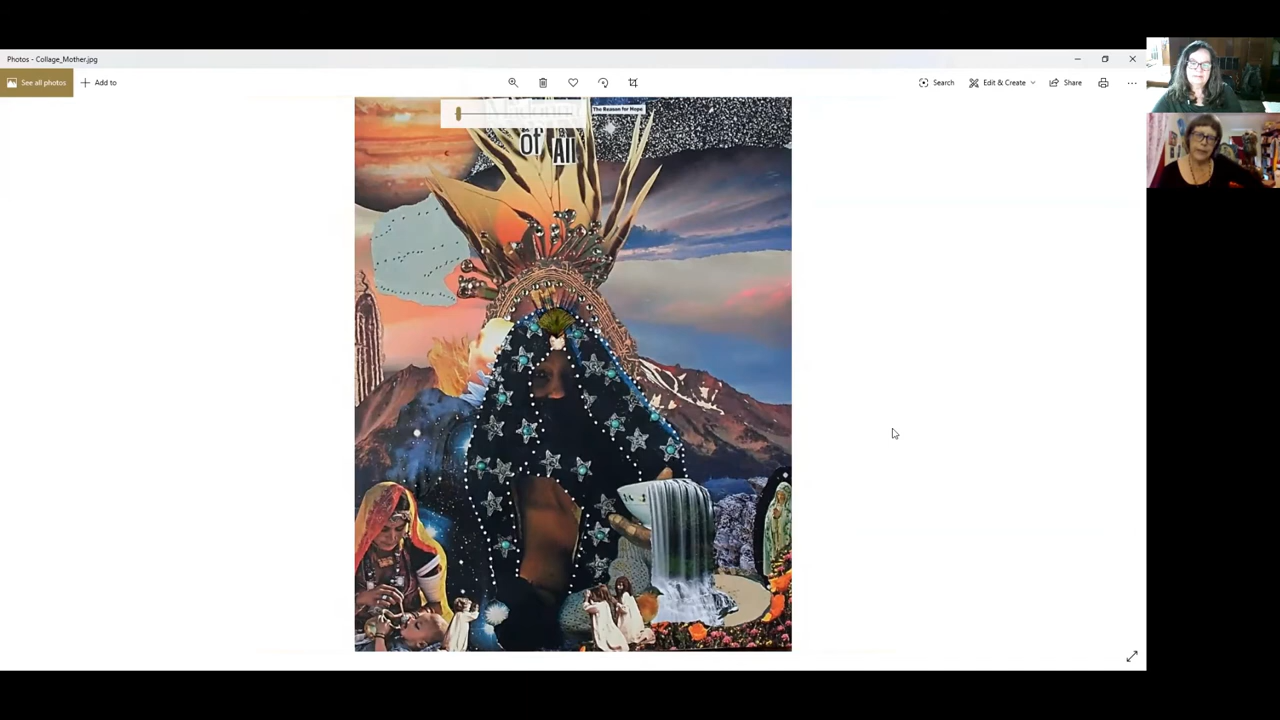 Photos - Collage_Mother.jpg
See all photos
Add to
Search
Edit & Create
Share
The Reason for Hope
of All